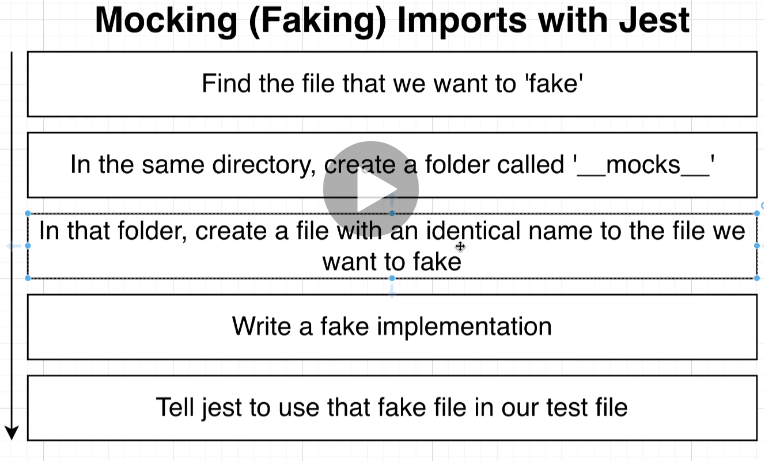 Mocking (Faking) Imports with Jest
Find the file that we want to 'fake'
In the same directory, create a folder called '__mocks__'
In that folder, create a file with an identical name to the file we
want to fake
Write a fake implementation
Tell jest to use that fake file in our test file